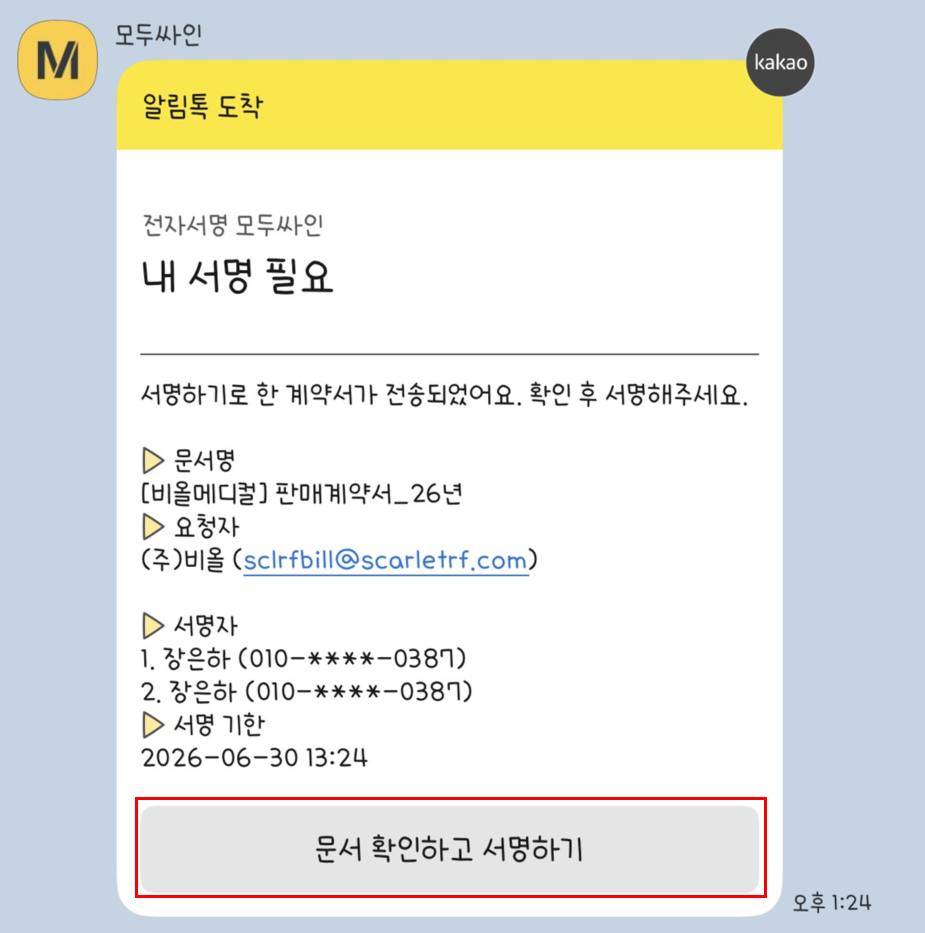 M
모두싸인
kakao
알림톡 도착
전자서명 모두싸인
내 서명 필요
서명하기로 한 계약서가 전송되었어요. 확인 후 서명해주세요.
▶ 문서명
[비올메디컬] 판매계약서_26년
▶ 요청자
(주)비올 (sclrfbill@scarletrf.com)
▶ 서명자
1. 장은하 (010-****-0387)
2. 장은하 (010-****-0387)
▶ 서명 기한
2026-06-30 13:24
문서 확인하고 서명하기
오후 1:24